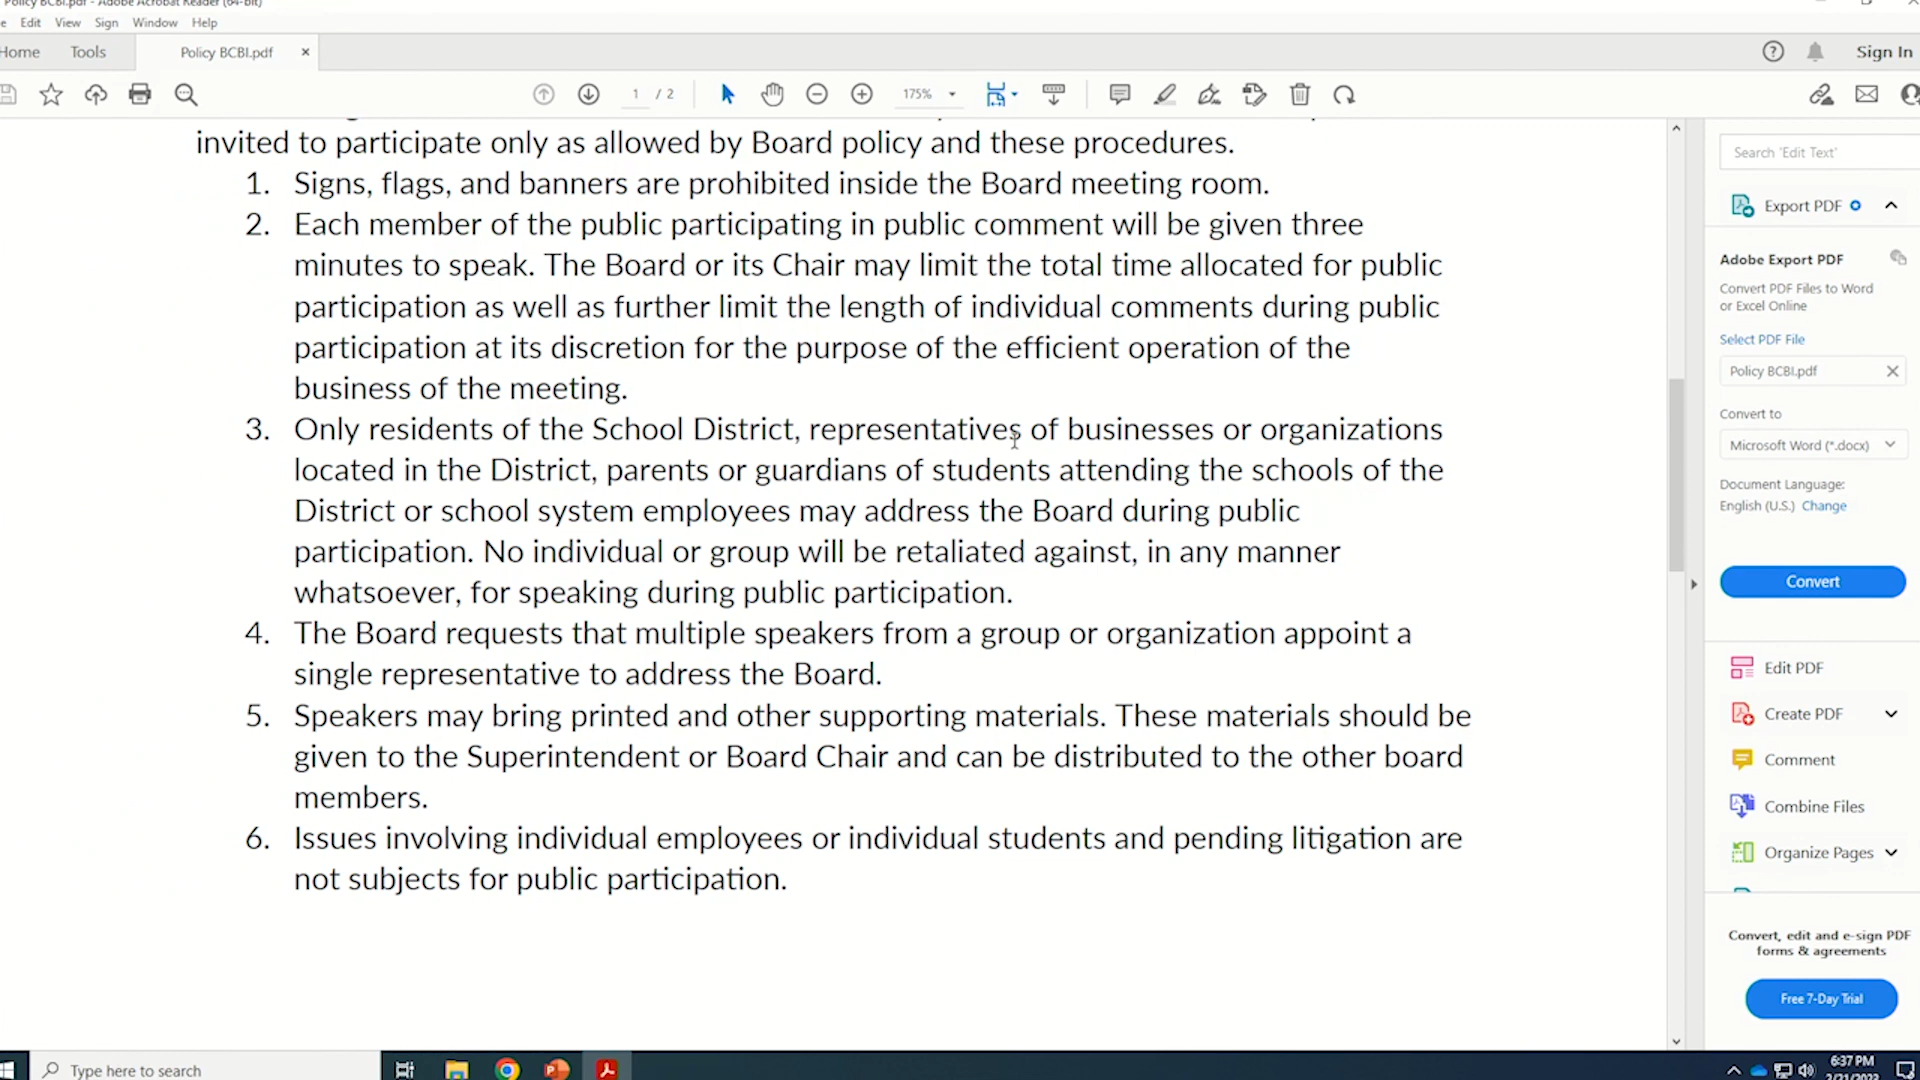 Policy BCBI.pdf - Adobe Acrobat Reader (64-bit)
Edit View Sign Window Help
Home Tools Policy BCBI.pdf Sign In
1 / 2 175%
invited to participate only as allowed by Board policy and these procedures.
1. Signs, flags, and banners are prohibited inside the Board meeting room.
2. Each member of the public participating in public comment will be given three
minutes to speak. The Board or its Chair may limit the total time allocated for public
participation as well as further limit the length of individual comments during public
participation at its discretion for the purpose of the efficient operation of the
business of the meeting.
3. Only residents of the School District, representatives of businesses or organizations
located in the District, parents or guardians of students attending the schools of the
District or school system employees may address the Board during public
participation. No individual or group will be retaliated against, in any manner
whatsoever, for speaking during public participation.
4. The Board requests that multiple speakers from a group or organization appoint a
single representative to address the Board.
5. Speakers may bring printed and other supporting materials. These materials should be
given to the Superintendent or Board Chair and can be distributed to the other board
members.
6. Issues involving individual employees or individual students and pending litigation are
not subjects for public participation.
Search 'Edit Text'
Export PDF
Adobe Export PDF
Convert PDF Files to Word
or Excel Online
Select PDF File
Policy BCBI.pdf
Convert to
Microsoft Word (*.docx)
Document Language:
English (U.S.) Change
Convert
Edit PDF
Create PDF
Comment
Combine Files
Organize Pages
Convert, edit and e-sign PDF
forms & agreements
Free 7-Day Trial
Type here to search
6:37 PM